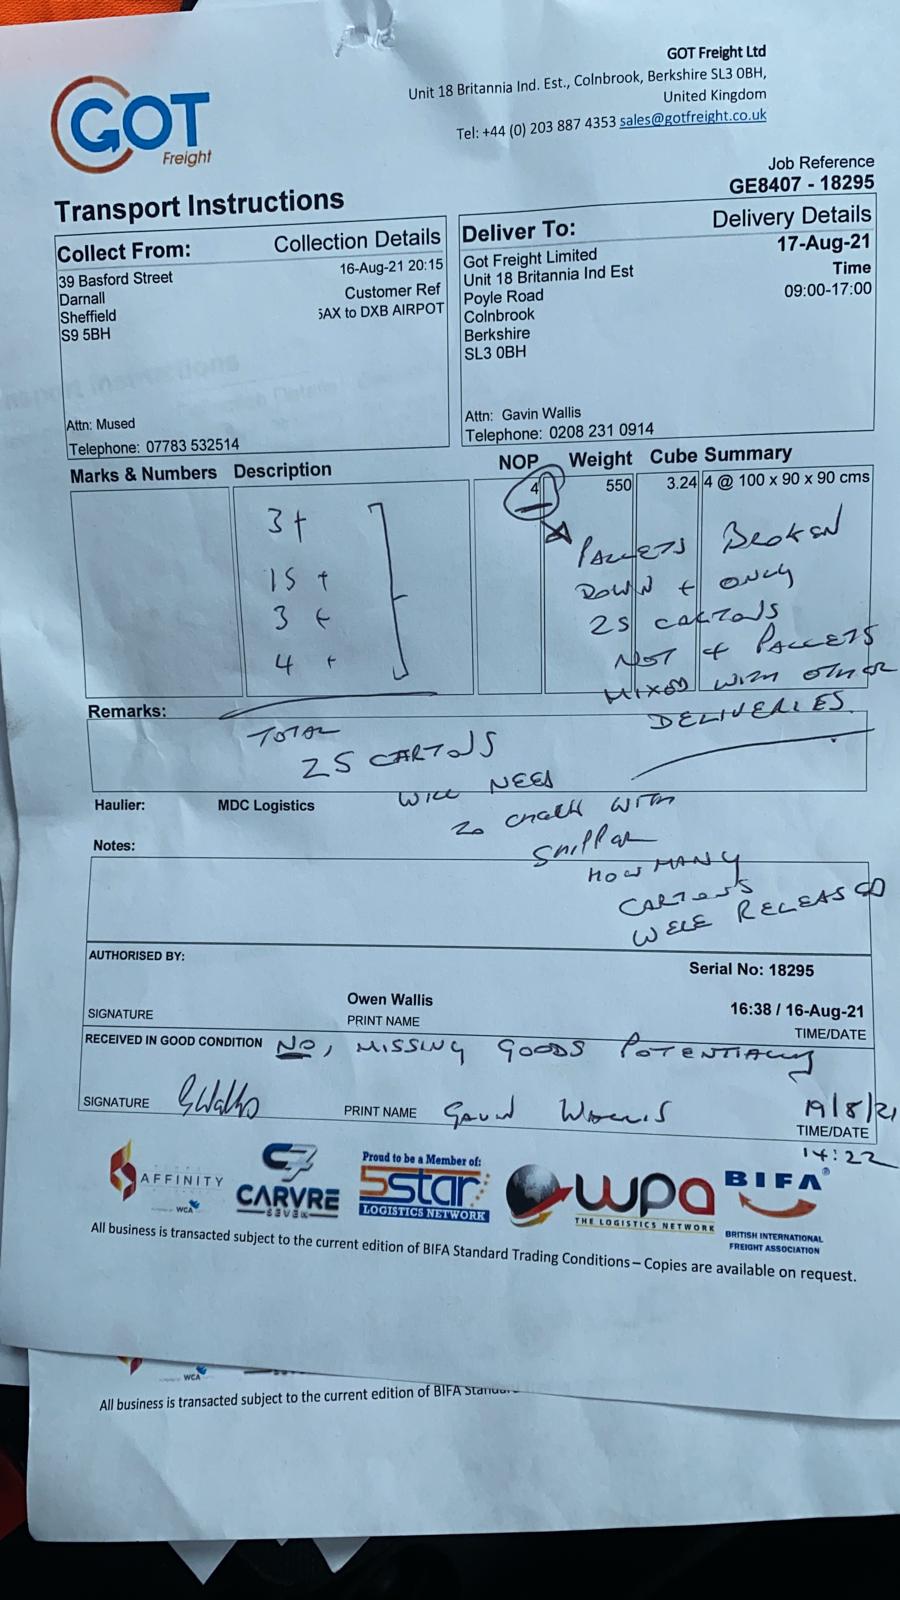 GOT Freight
GOT Freight Ltd
Unit 18 Britannia Ind. Est., Colnbrook, Berkshire SL3 0BH,
United Kingdom
Tel: +44 (0) 203 887 4353 sales@gotfreight.co.uk
Job Reference
GE8407 - 18295
Transport Instructions
Collect From: Collection Details
39 Basford Street 16-Aug-21 20:15
Darnall Customer Ref
Sheffield SAX to DXB AIRPOT
S9 5BH
Attn: Mused
Telephone: 07783 532514
Deliver To: Delivery Details
Got Freight Limited 17-Aug-21
Unit 18 Britannia Ind Est Time
Poyle Road 09:00-17:00
Colnbrook
Berkshire
SL3 0BH
Attn: Gavin Wallis
Telephone: 0208 231 0914
Marks & Numbers Description NOP Weight Cube Summary
4 550 3.24 4 @ 100 x 90 x 90 cms
3 +
15 +
3 +
4 +
PALLETS BROKEN
DOWN + ONLY
25 CARTONS
NOT 4 PALLETS
MIXED WITH OTHER
DELIVERIES
Remarks:
TOTAL
25 CARTONS
WILL NEED
TO CHECK WITH
SHIPPER
HOW MANY
CARTONS
WERE RELEASED
Haulier: MDC Logistics
Notes:
AUTHORISED BY: Serial No: 18295
Owen Wallis 16:38 / 16-Aug-21
SIGNATURE PRINT NAME TIME/DATE
RECEIVED IN GOOD CONDITION NO, MISSING GOODS POTENTIALLY
SIGNATURE GWallis PRINT NAME GAVIN WALLIS 19/8/21
TIME/DATE
14:22
AFFINITY
WCA
CARVRE
SEVEN
Proud to be a Member of:
5star
LOGISTICS NETWORK
wpa
THE LOGISTICS NETWORK
BIFA®
BRITISH INTERNATIONAL
FREIGHT ASSOCIATION
All business is transacted subject to the current edition of BIFA Standard Trading Conditions – Copies are available on request.
WCA
All business is transacted subject to the current edition of BIFA